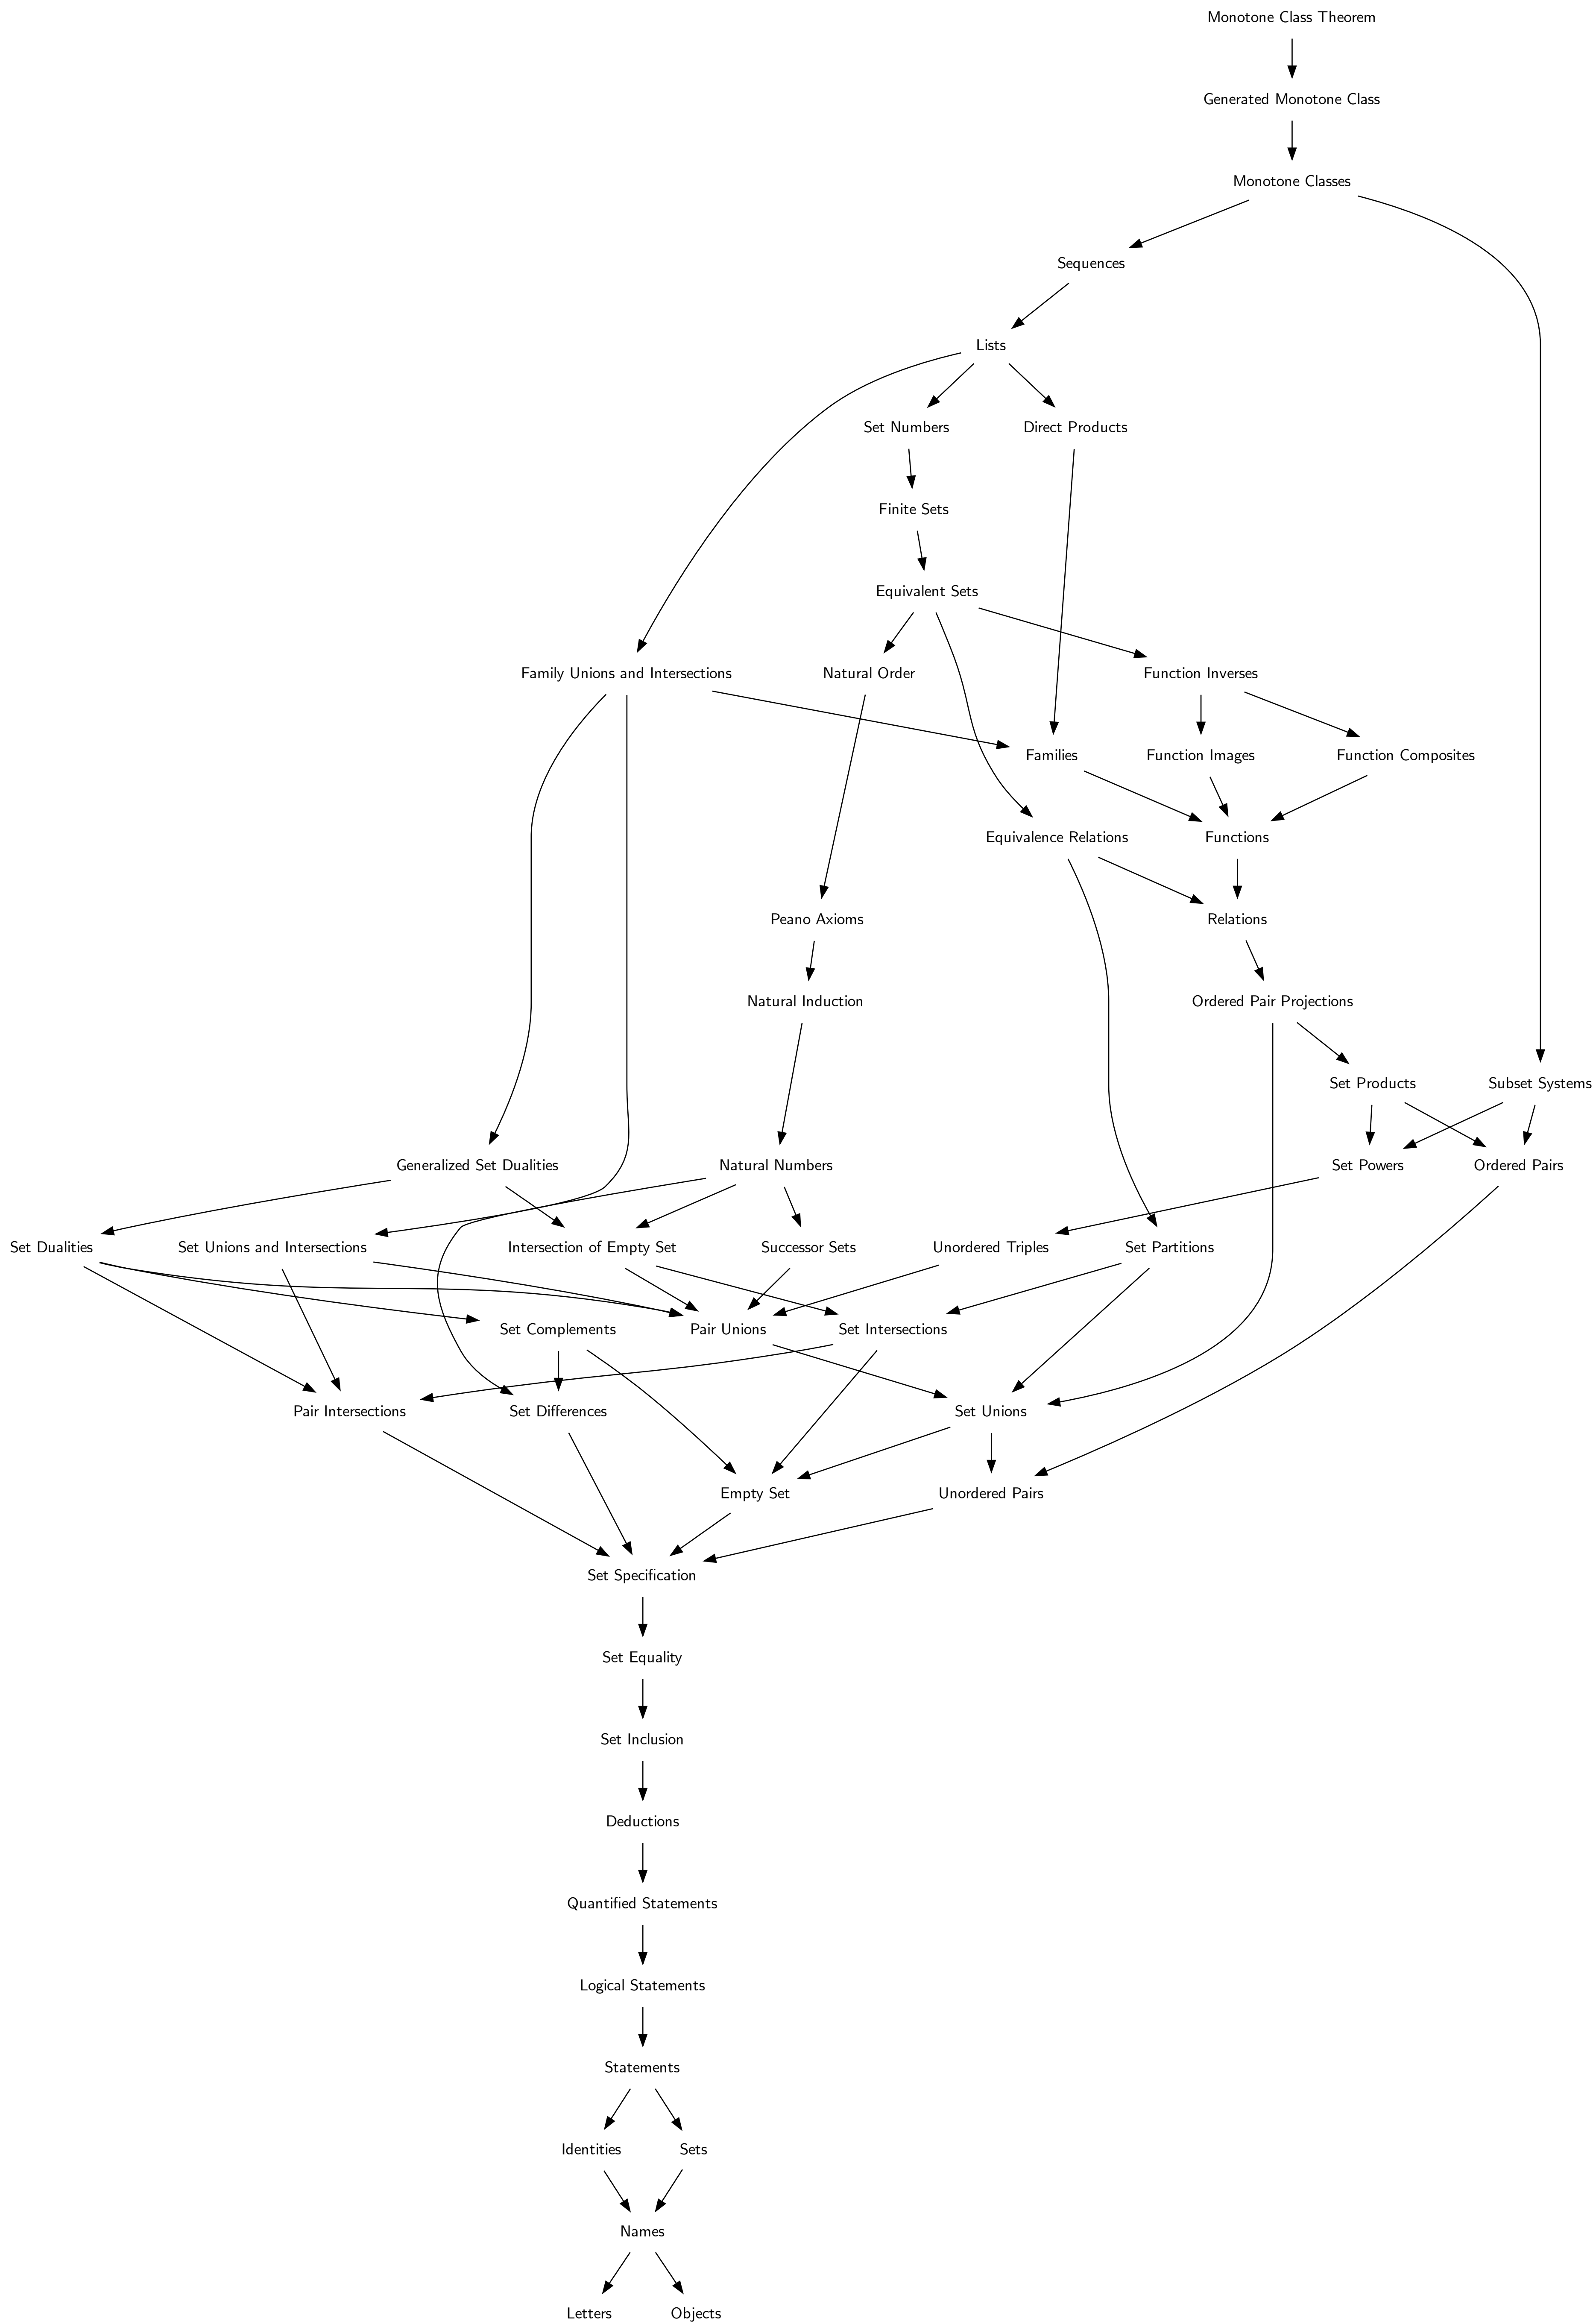 Monotone Class Theorem
Generated Monotone Class
Monotone Classes
Sequences
Lists
Set Numbers
Direct Products
Finite Sets
Equivalent Sets
Family Unions and Intersections
Natural Order
Function Inverses
Families
Function Images
Function Composites
Equivalence Relations
Functions
Peano Axioms
Relations
Natural Induction
Ordered Pair Projections
Set Products
Subset Systems
Generalized Set Dualities
Natural Numbers
Set Powers
Ordered Pairs
Set Dualities
Set Unions and Intersections
Intersection of Empty Set
Successor Sets
Unordered Triples
Set Partitions
Set Complements
Pair Unions
Set Intersections
Pair Intersections
Set Differences
Set Unions
Empty Set
Unordered Pairs
Set Specification
Set Equality
Set Inclusion
Deductions
Quantified Statements
Logical Statements
Statements
Identities
Sets
Names
Letters
Objects